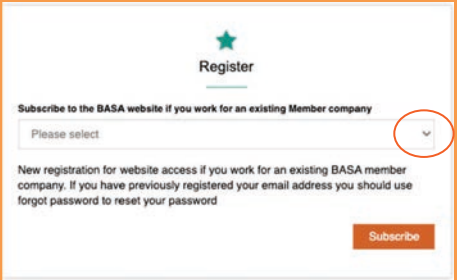 Register
Subscribe to the BASA website if you work for an existing Member company
Please select
New registration for website access if you work for an existing BASA member
company. If you have previously registered your email address you should use
forgot password to reset your password
Subscribe